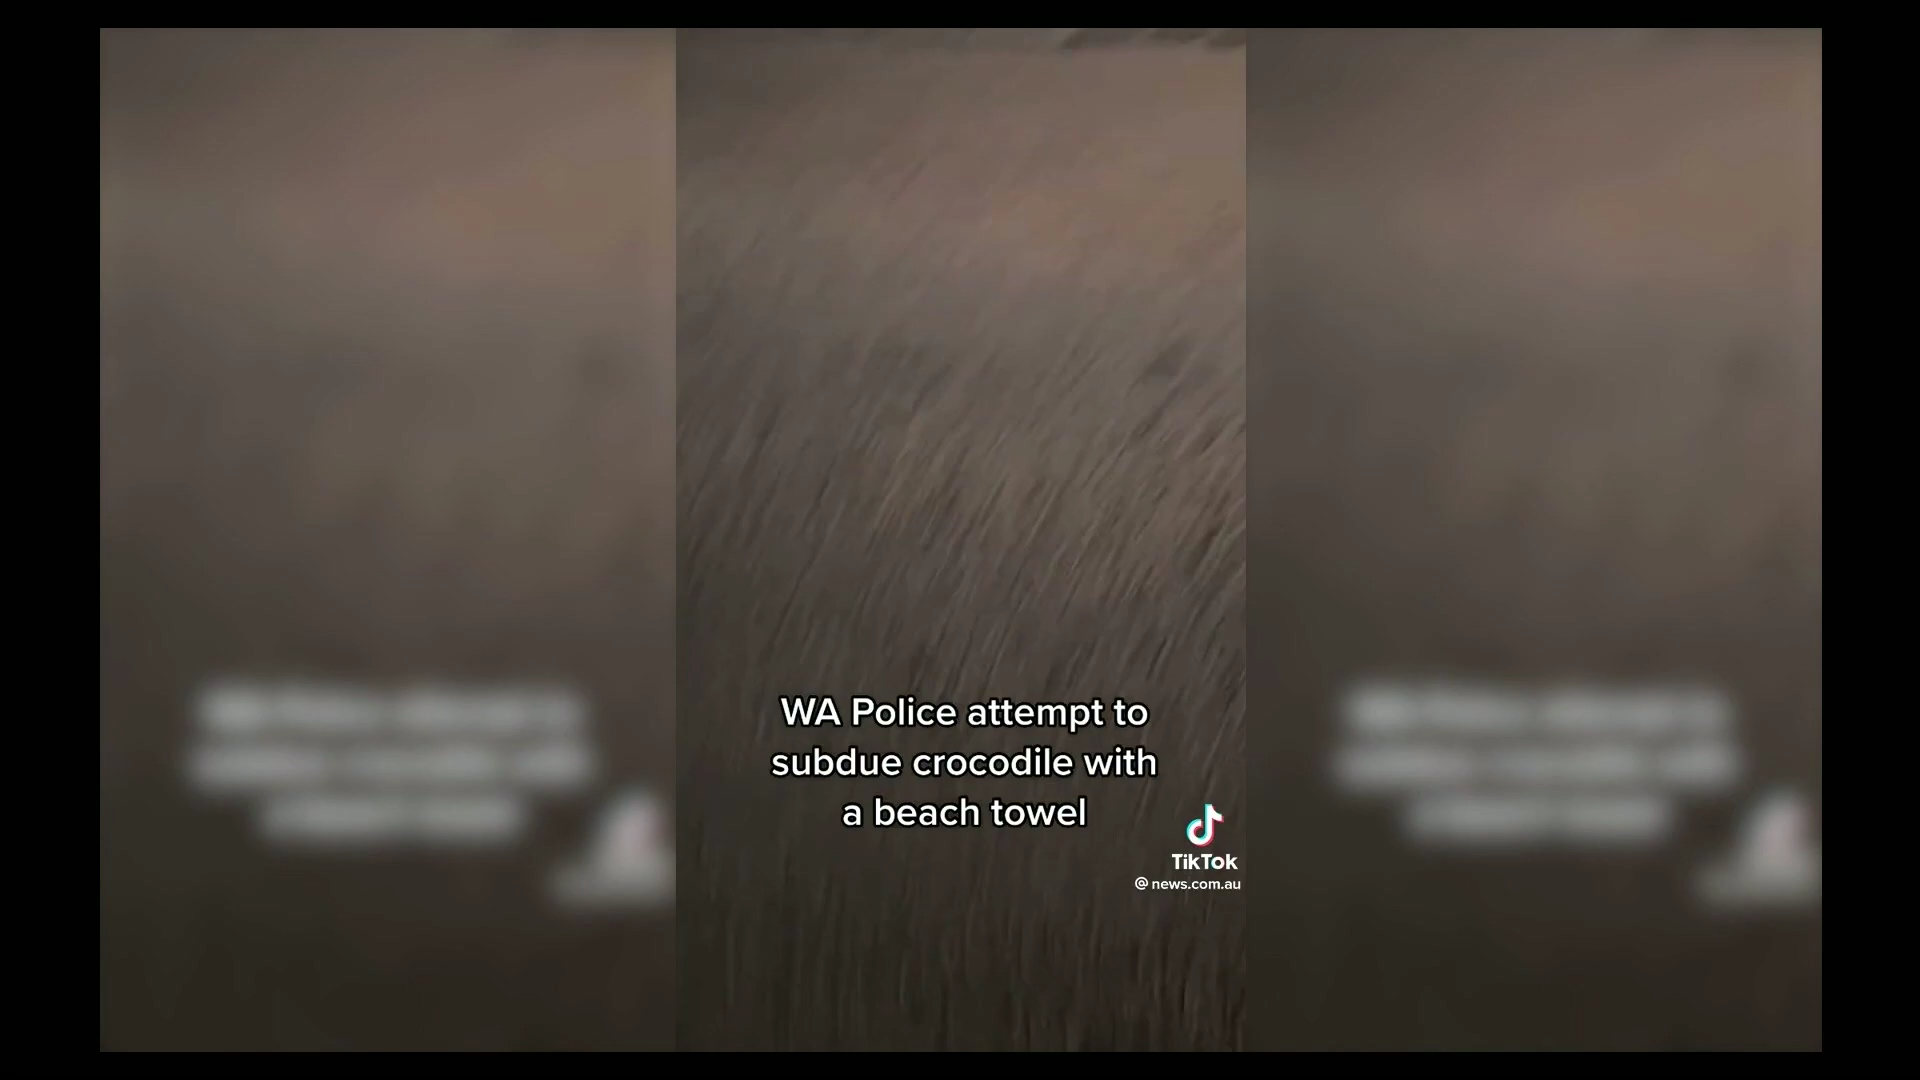 WA Police attempt to
subdue crocodile with
a beach towel
TikTok
@ news.com.au